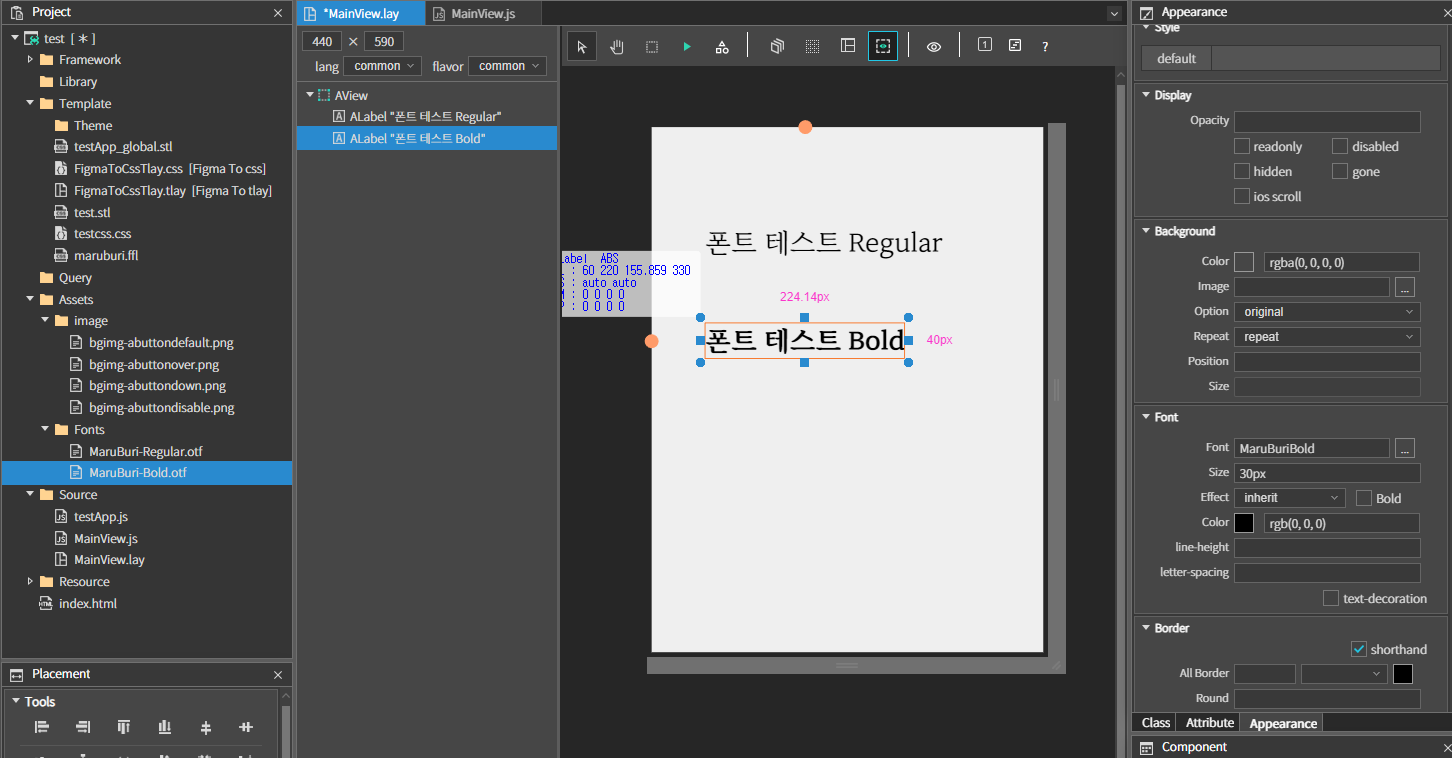 Project
test [ * ]
Framework
Library
Template
Theme
testApp_global.stl
FigmaToCssTlay.css [Figma To css]
FigmaToCssTlay.tlay [Figma To tlay]
test.stl
testcss.css
maruburi.ffl
Query
Assets
image
bgimg-abuttondefault.png
bgimg-abuttonover.png
bgimg-abuttondown.png
bgimg-abuttondisable.png
Fonts
MaruBuri-Regular.otf
MaruBuri-Bold.otf
Source
testApp.js
MainView.js
MainView.lay
Resource
index.html
Placement
Tools
*MainView.lay
MainView.js
440 × 590
lang common flavor common
AView
ALabel "폰트 테스트 Regular"
ALabel "폰트 테스트 Bold"
1 ?
폰트 테스트 Regular
ABS
: 60 220 155.859 330
: auto auto
: 0 0 0 0
: 0 0 0 0
224.14px
폰트 테스트 Bold
40px
Appearance
Style
default
Display
Opacity
readonly disabled
hidden gone
ios scroll
Background
Color rgba(0, 0, 0, 0)
Image ...
Option original
Repeat repeat
Position
Size
Font
Font MaruBuriBold ...
Size 30px
Effect inherit Bold
Color rgb(0, 0, 0)
line-height
letter-spacing
text-decoration
Border
shorthand
All Border
Round
Class Attribute Appearance
Component